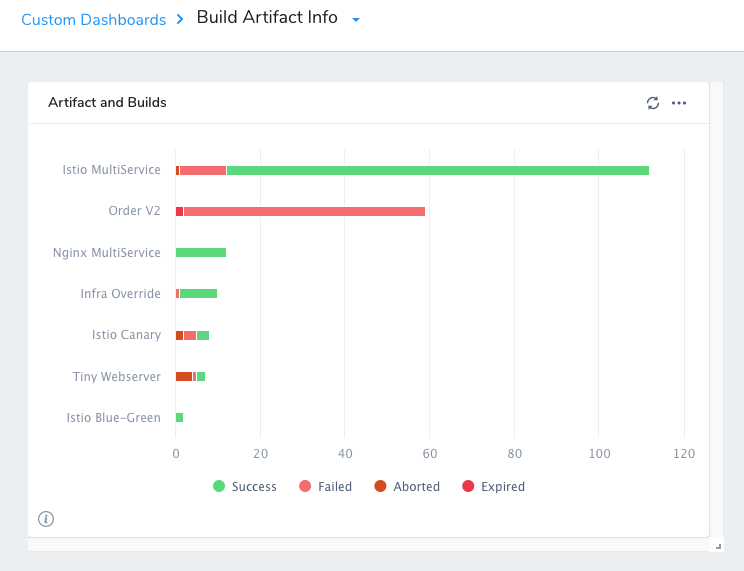 Custom Dashboards > Build Artifact Info
Artifact and Builds
Istio MultiService
Order V2
Nginx MultiService
Infra Override
Istio Canary
Tiny Webserver
Istio Blue-Green
0 20 40 60 80 100 120
Success Failed Aborted Expired